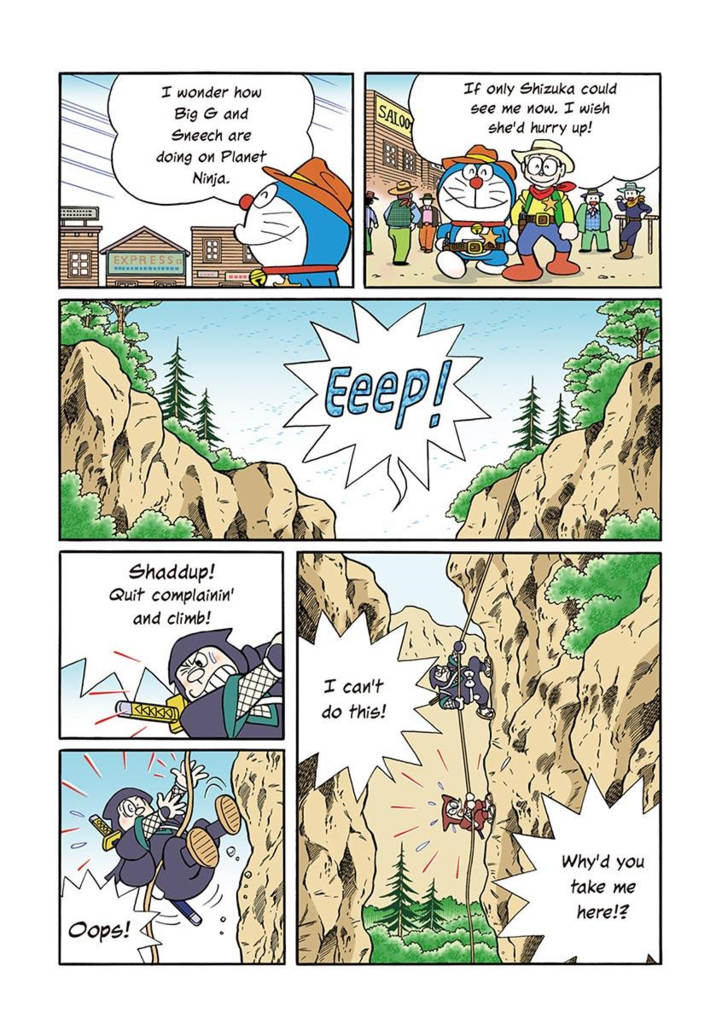 I wonder how
Big G and
Sneech are
doing on Planet
Ninja.
EXPRESS
If only Shizuka could
see me now. I wish
she'd hurry up!
SALOO
Eeep!
Shaddup!
Quit complainin'
and climb!
I can't
do this!
Why'd you
take me
here!?
Oops!